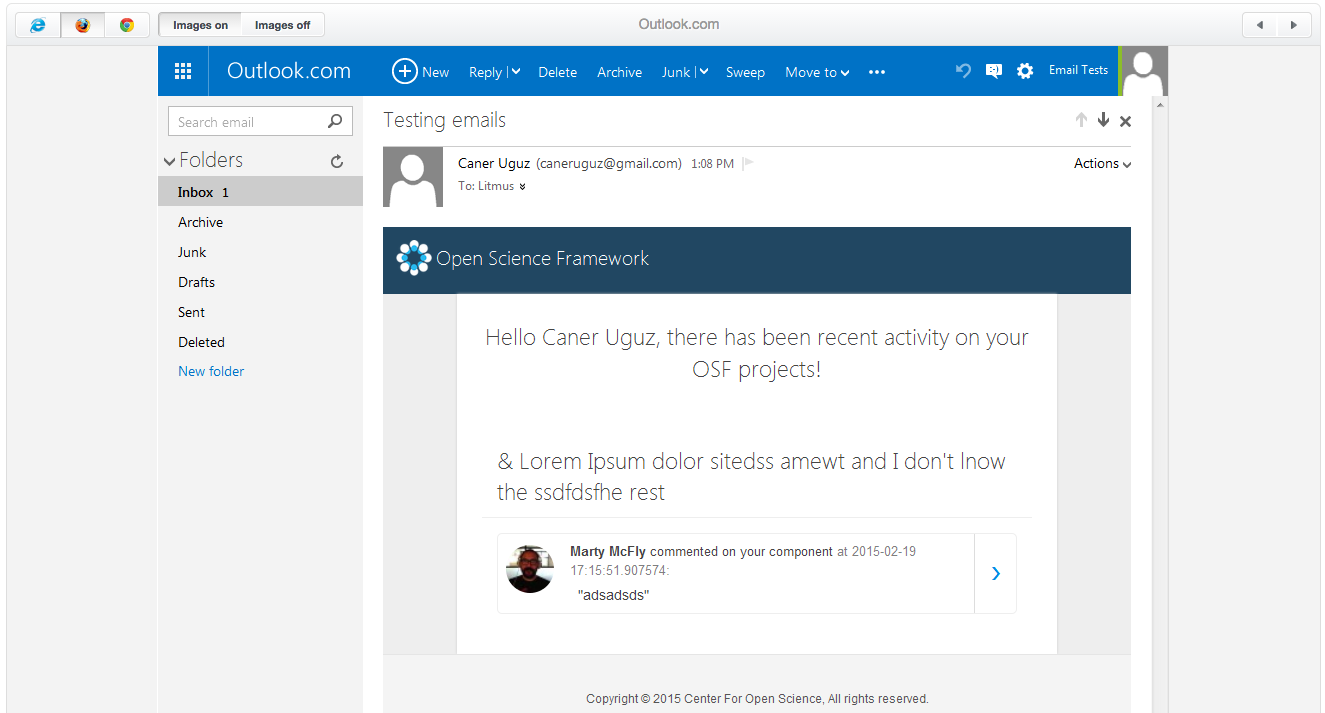 Images on Images off Outlook.com
Outlook.com New Reply Delete Archive Junk Sweep Move to ••• Email Tests
Search email
Folders
Inbox 1
Archive
Junk
Drafts
Sent
Deleted
New folder
Testing emails
Caner Uguz (caneruguz@gmail.com) 1:08 PM
Actions
To: Litmus
Open Science Framework
Hello Caner Uguz, there has been recent activity on your
OSF projects!
& Lorem Ipsum dolor sitedss amewt and I don't lnow
the ssdfdsfhe rest
Marty McFly commented on your component at 2015-02-19
17:15:51.907574:
"adsadsds"
Copyright © 2015 Center For Open Science, All rights reserved.